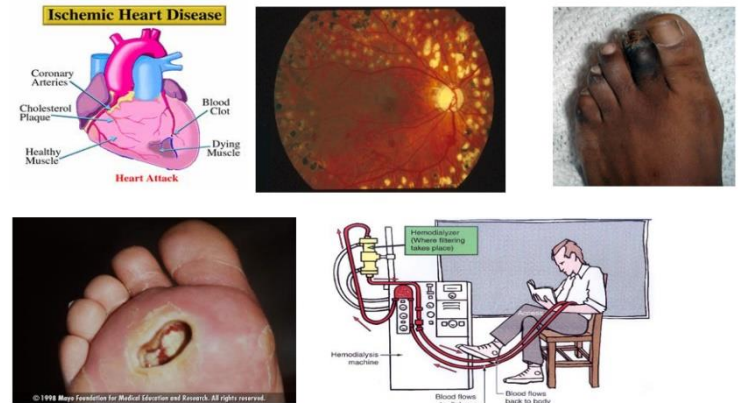 Ischemic Heart Disease
Coronary
Arteries
Cholesterol
Plaque
Healthy
Muscle
Blood
Clot
Dying
Muscle
Heart Attack
© 1998 Mayo Foundation for Medical Education and Research. All rights reserved.
Hemodialyzer
(Where filtering
takes place)
Hemodialysis
machine
Blood flows
Blood flows
back to body